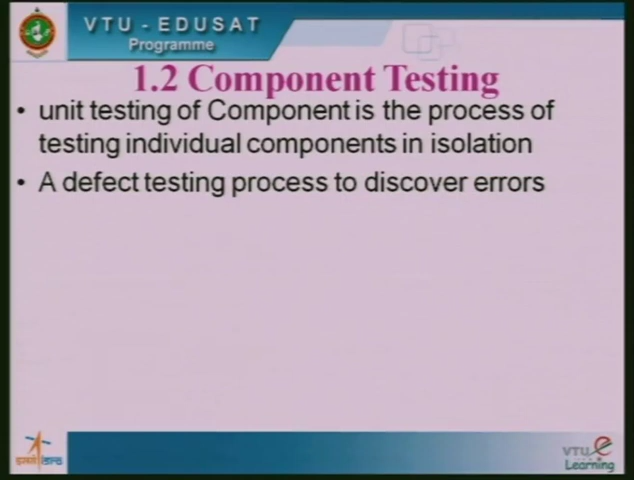 VTU - EDUSAT
Programme
1.2 Component Testing
• unit testing of Component is the process of
testing individual components in isolation
• A defect testing process to discover errors
VTU e
Learning